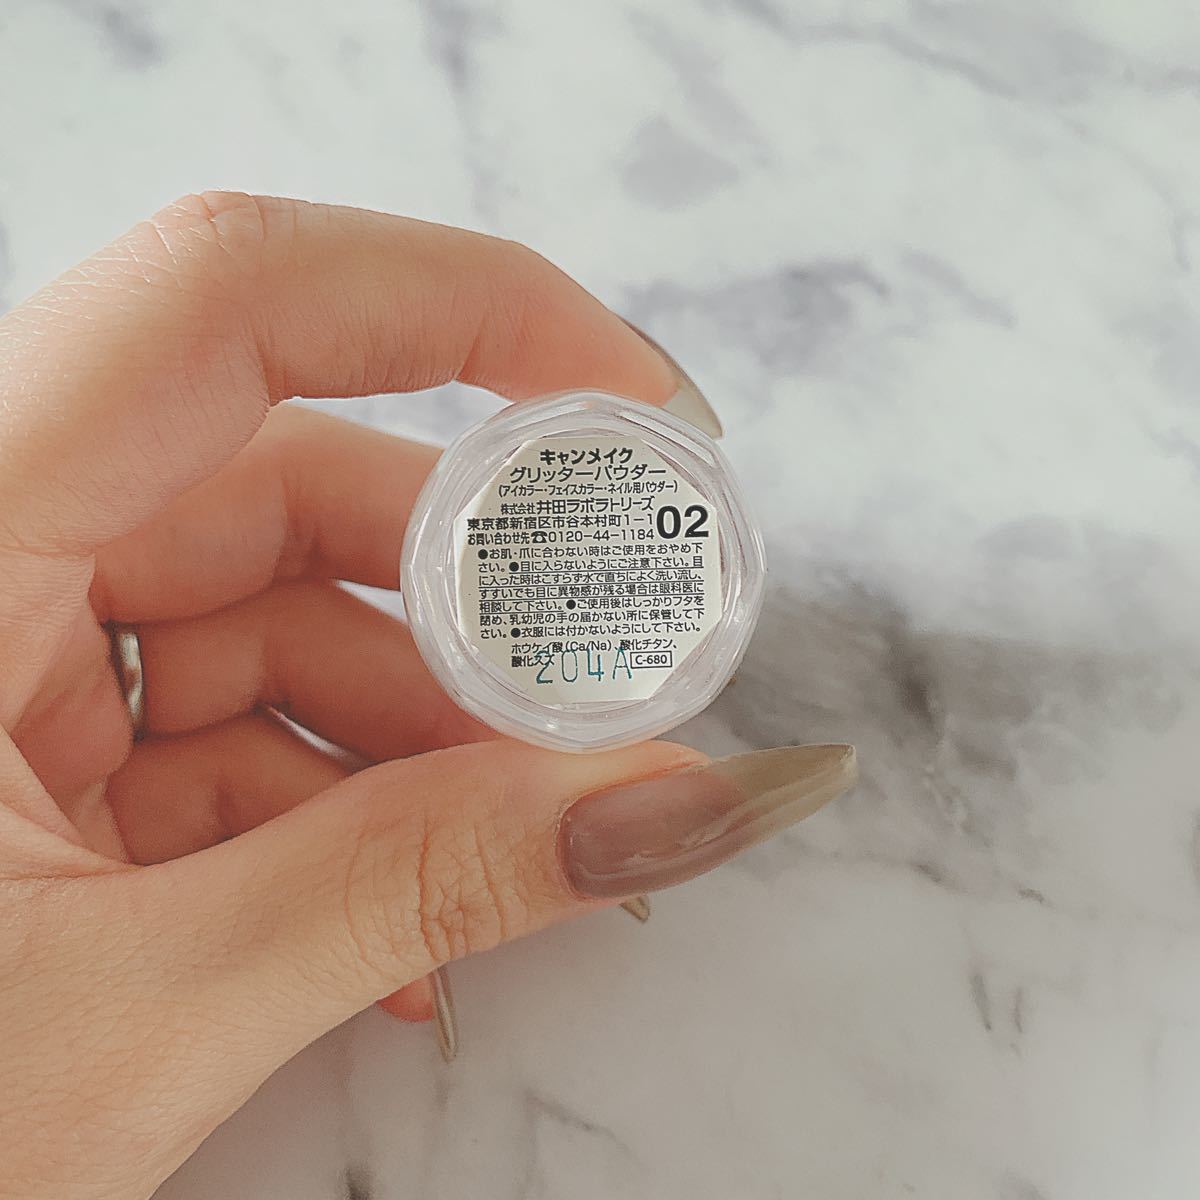 キャンメイク
グリッターパウダー
(アイカラー・フェイスカラー・ネイル用パウダー)
株式会社井田ラボラトリーズ
東京都新宿区市谷本村町1-1
02
お問い合わせ先☎0120-44-1184
●お肌・爪に合わない時はご使用をおやめ下
さい。●目に入らないようにご注意下さい。目
に入った時はこすらず水で直ちによく洗い流し、
すすいでも目に異物感が残る場合は眼科医に
相談して下さい。●ご使用後はしっかりフタを
閉め、乳幼児の手の届かない所に保管して下
さい。●衣服には付かないようにして下さい。
ホウケイ酸(Ca/Na)、酸化チタン、
酸化スズ
204A
C-680